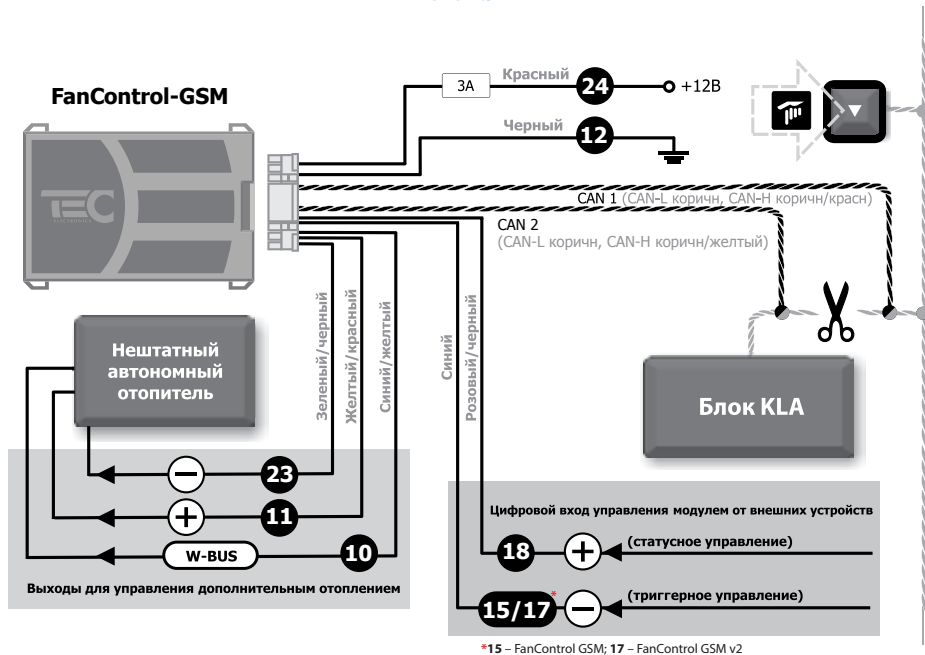 FanControl-GSM
3A
Красный
24
+12В
Черный
12
TEC
ELECTRONICS
CAN 1 (CAN-L коричн, CAN-H коричн/красн)
CAN 2
(CAN-L коричн, CAN-H коричн/желтый)
Зеленый/черный
Желтый/красный
Синий/желтый
Синий
Розовый/черный
Нештатный
автономный
отопитель
Блок KLA
23
11
W-BUS
10
Выходы для управления дополнительным отоплением
Цифровой вход управления модулем от внешних устройств
18
(статусное управление)
15/17*
(триггерное управление)
*15 – FanControl GSM; 17 – FanControl GSM v2